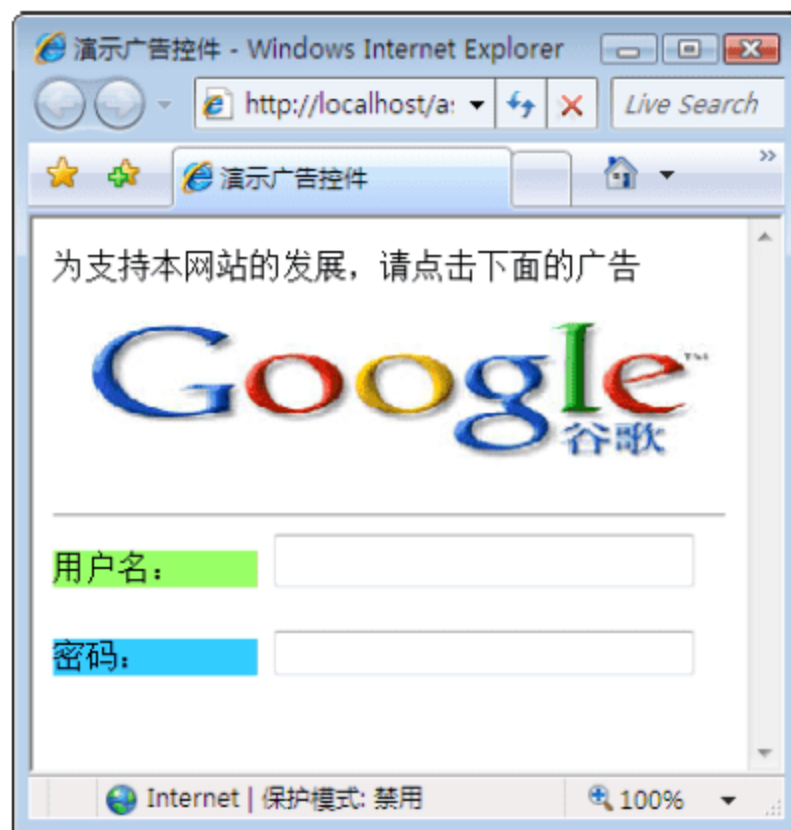 演示广告控件 - Windows Internet Explorer
http://localhost/a:
Live Search
演示广告控件
为支持本网站的发展，请点击下面的广告
Google™
谷歌
用户名：
密码：
Internet | 保护模式: 禁用
100%